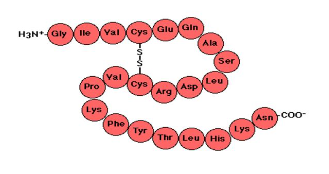 H₃N⁺ Gly Ile Val Cys Glu Gln
Ala
Ser
S
S
Pro Val Cys Arg Asp Leu
Lys Phe Tyr Thr Leu His Lys Asn COO⁻